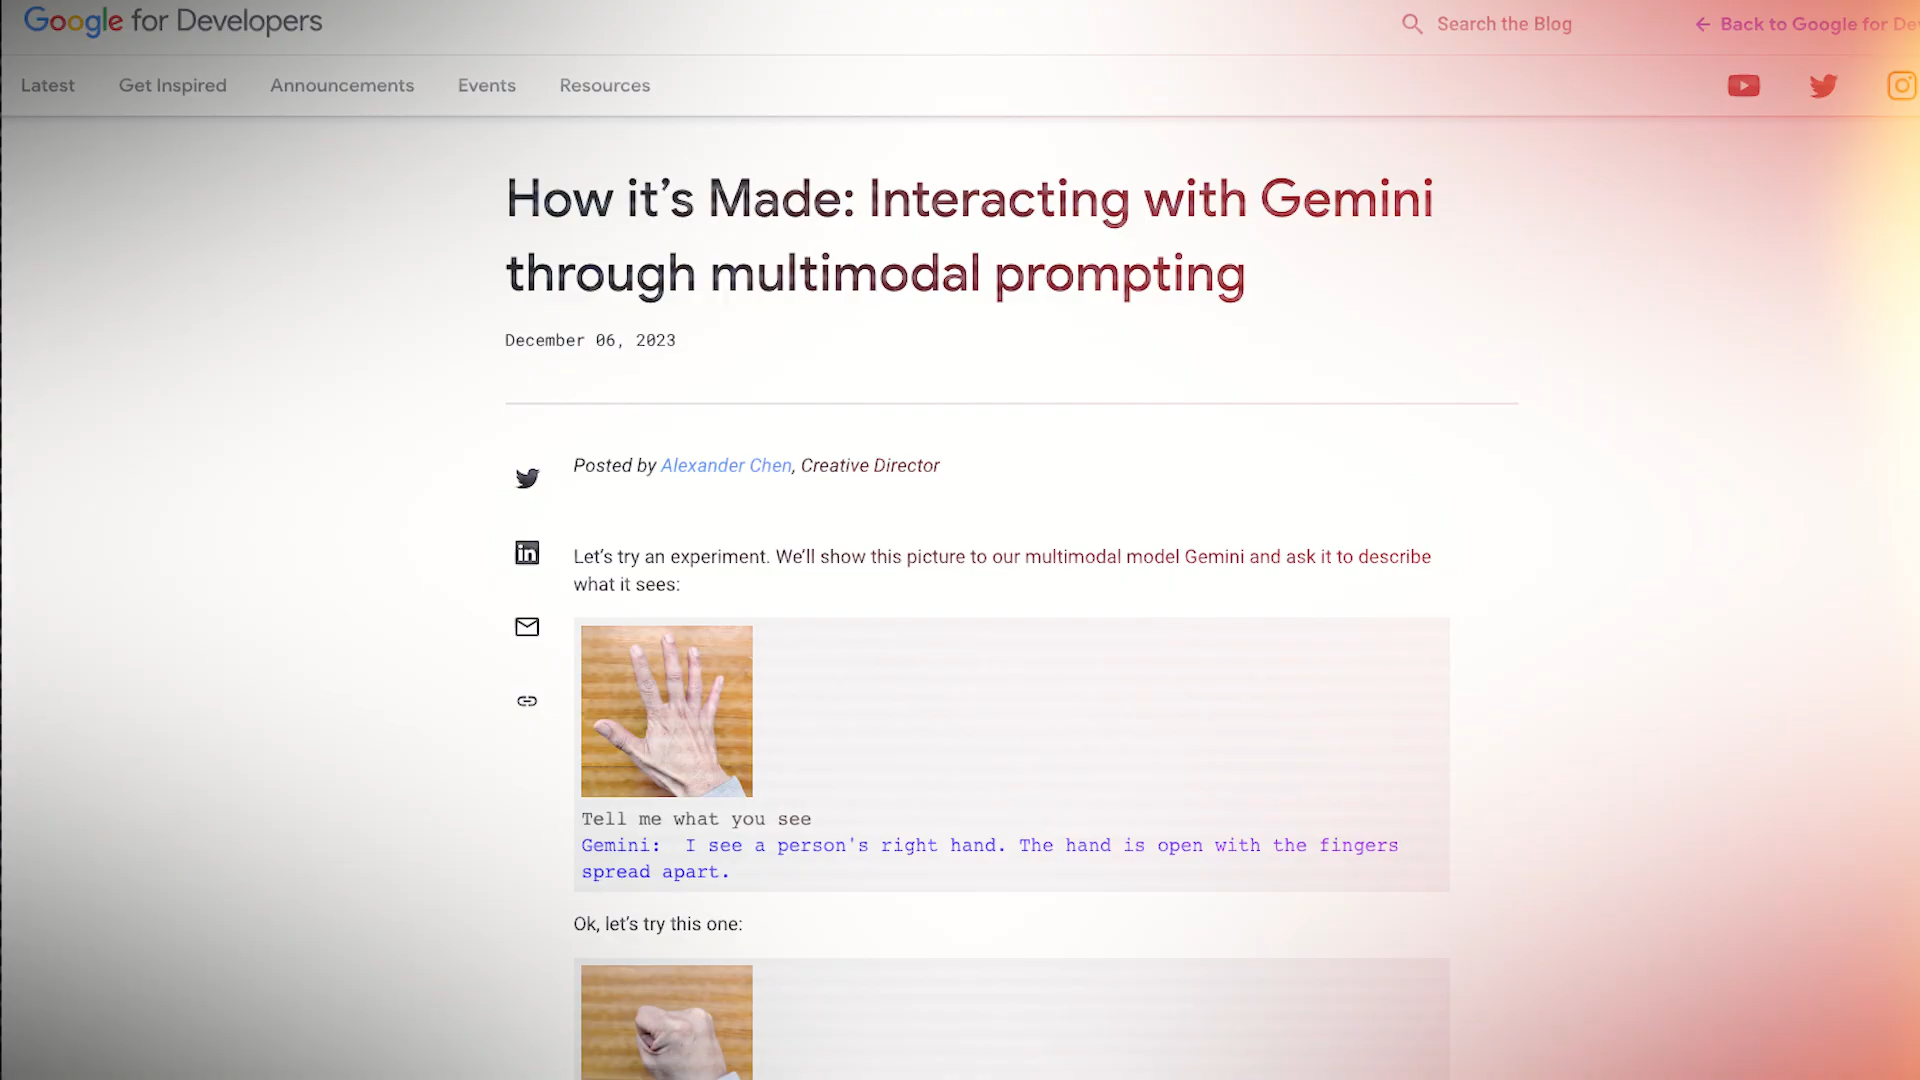 Google for Developers
Search the Blog
Back to Google for De
Latest
Get Inspired
Announcements
Events
Resources
How it’s Made: Interacting with Gemini
through multimodal prompting
December 06, 2023
Posted by Alexander Chen, Creative Director
Let’s try an experiment. We’ll show this picture to our multimodal model Gemini and ask it to describe
what it sees:
Tell me what you see
Gemini: I see a person's right hand. The hand is open with the fingers
spread apart.
Ok, let’s try this one: